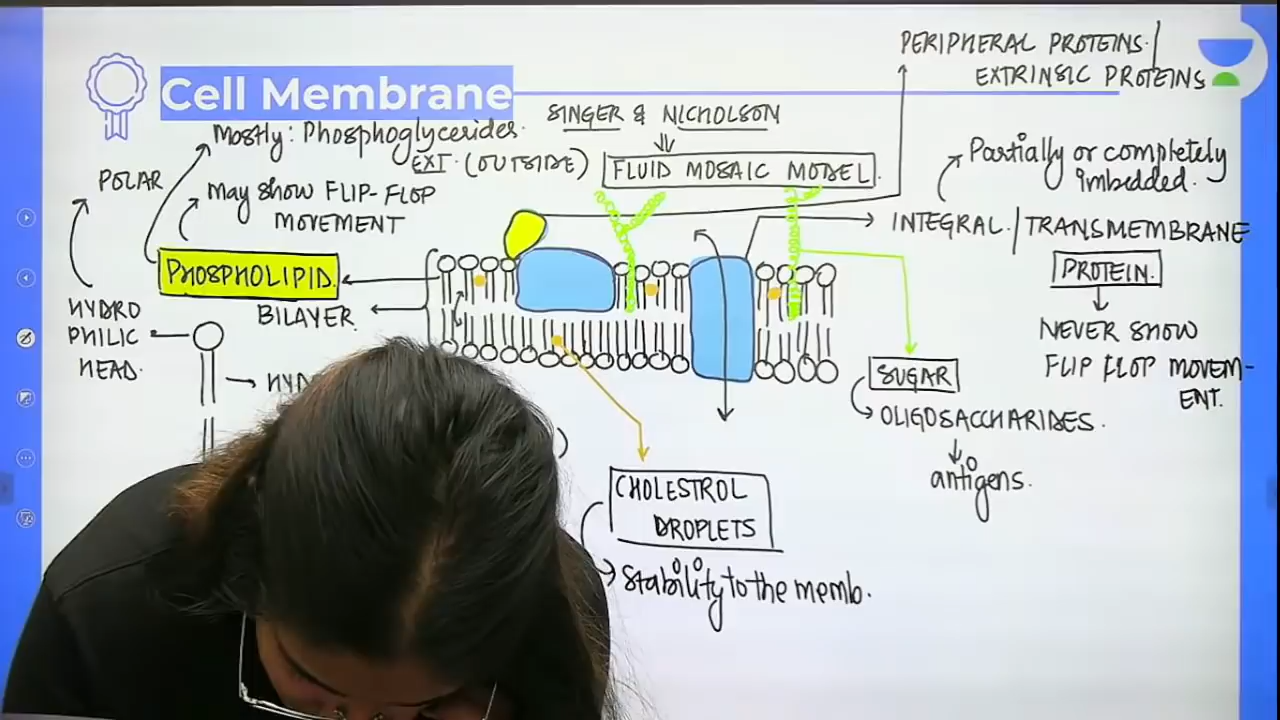 Cell Membrane
PERIPHERAL PROTEINS /
EXTRINSIC PROTEINS
SINGER & NICHOLSON
FLUID MOSAIC MODEL
Mostly: Phosphoglycerides
EXT. (OUTSIDE)
POLAR
May show FLIP-FLOP
MOVEMENT
Partially or completely
imbedded.
INTEGRAL / TRANSMEMBRANE
PROTEIN.
NEVER SHOW
FLIP FLOP MOVEM-
ENT.
PHOSPHOLIPID
BILAYER
HYDRO
PHILIC
HEAD.
SUGAR
OLIGOSACCHARIDES.
antigens.
CHOLESTROL
DROPLETS
Stability to the memb.